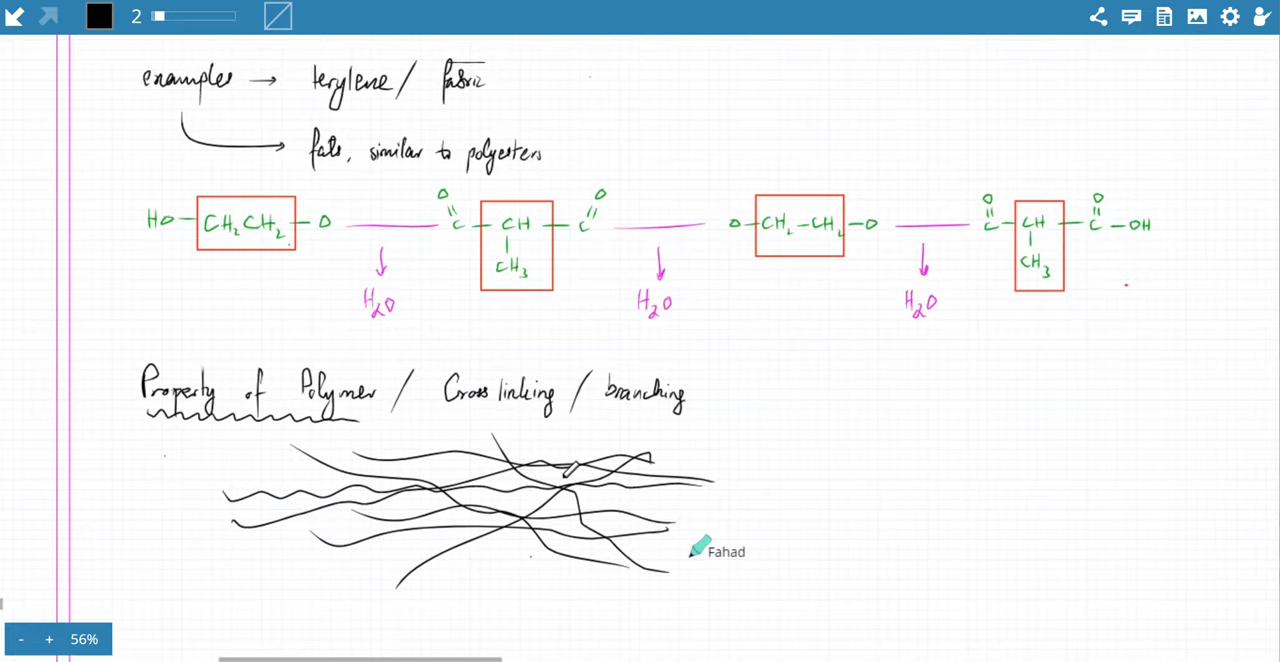 2
examples → terylene / fabric
fats, similar to polyesters
HO-CH₂CH₂-O C(=O)-CH(CH₃)-C(=O) O-CH₂-CH₂-O C(=O)-CH(CH₃)-C(=O)-OH
H₂O H₂O H₂O
Property of Polymer / Cross linking / branching
Fahad
- + 56%